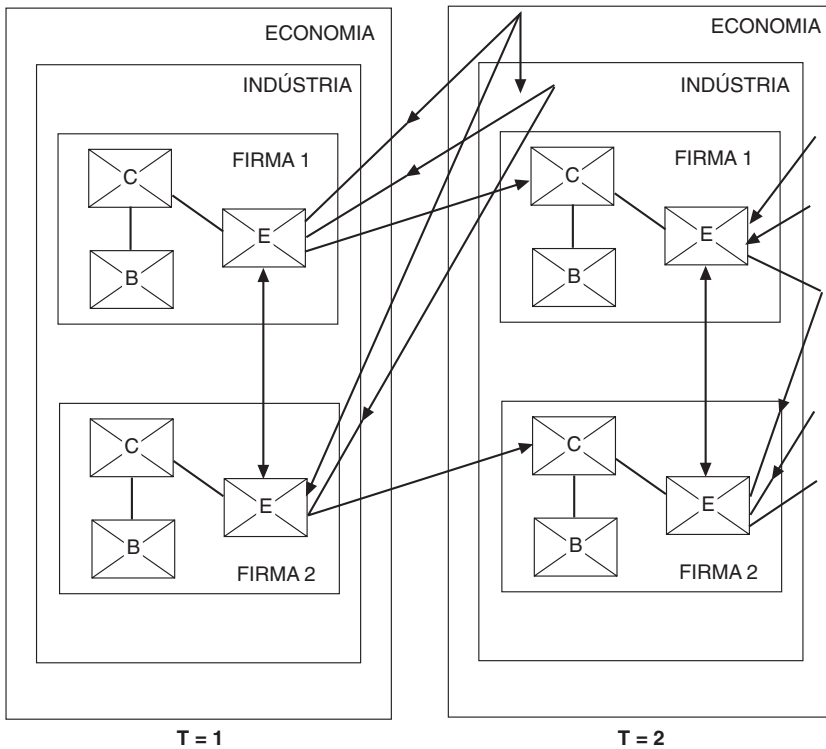 ECONOMIA
INDÚSTRIA
FIRMA 1
C
E
B
C
E
B
FIRMA 2
T = 1
ECONOMIA
INDÚSTRIA
FIRMA 1
C
E
B
C
E
B
FIRMA 2
T = 2